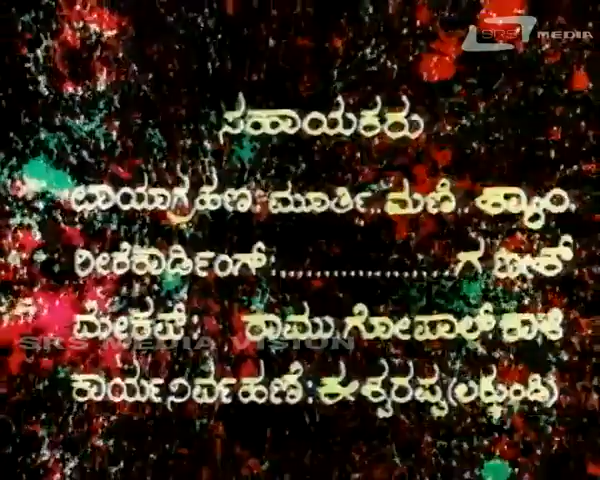 SRS MEDIA
ಸಹಾಯಕರು
ಛಾಯಾಗ್ರಹಣ: ಮೂರ್ತಿ.. ಮಣಿ.. ಶ್ಯಾಂ.
ರೀರೆಕಾರ್ಡಿಂಗ್:..................ಗಣೇಶ್
ಮೇಕಪ್: ರಾಮು, ಗೋಪಾಲ್
SRS MEDIA VISION
ಕಾರ್ಯನಿರ್ವಹಣೆ: ಈಶ್ವರಪ್ಪ (ಲಕ್ಕುಂಡಿ)